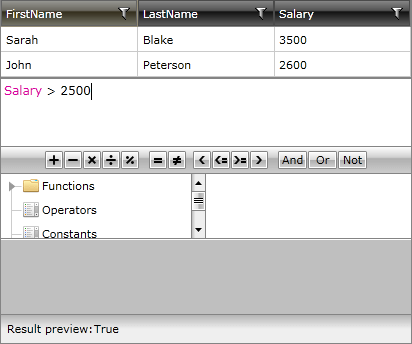 FirstName LastName Salary
Sarah Blake 3500
John Peterson 2600
Salary > 2500
+ − × ÷ % = ≠ < <= >= > And Or Not
Functions
Operators
Constants
Result preview:True